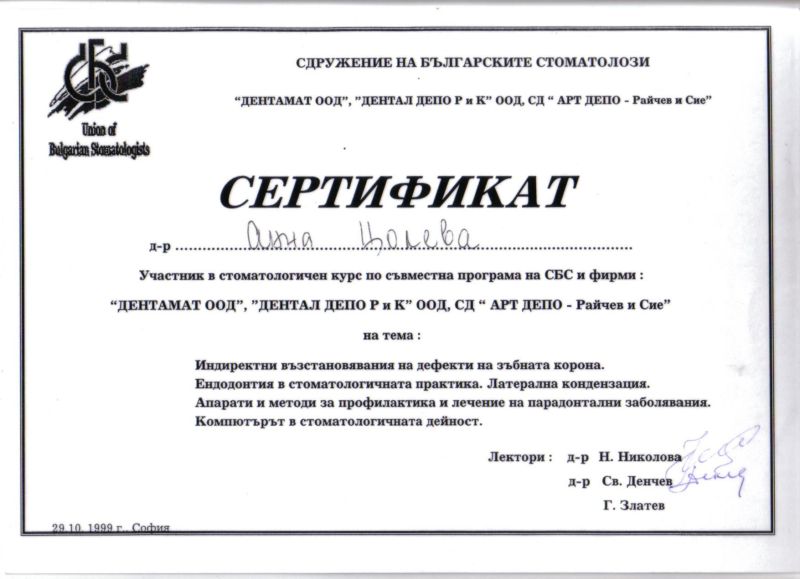 Union of
Bulgarian Stomatologists
СДРУЖЕНИЕ НА БЪЛГАРСКИТЕ СТОМАТОЛОЗИ
“ДЕНТАМАТ ООД”, ”ДЕНТАЛ ДЕПО Р и К” ООД, СД “ АРТ ДЕПО - Райчев и Сие”
СЕРТИФИКАТ
д-р Анна Цолева
Участник в стоматологичен курс по съвместна програма на СБС и фирми :
“ДЕНТАМАТ ООД”, ”ДЕНТАЛ ДЕПО Р и К” ООД, СД “ АРТ ДЕПО - Райчев и Сие”
на тема :
Индиректни възстановявания на дефекти на зъбната корона.
Ендодонтия в стоматологичната практика. Латерална кондензация.
Апарати и методи за профилактика и лечение на парадонтални заболявания.
Компютърът в стоматологичната дейност.
Лектори : д-р Н. Николова
д-р Св. Денчев
Г. Златев
29.10. 1999 г., София